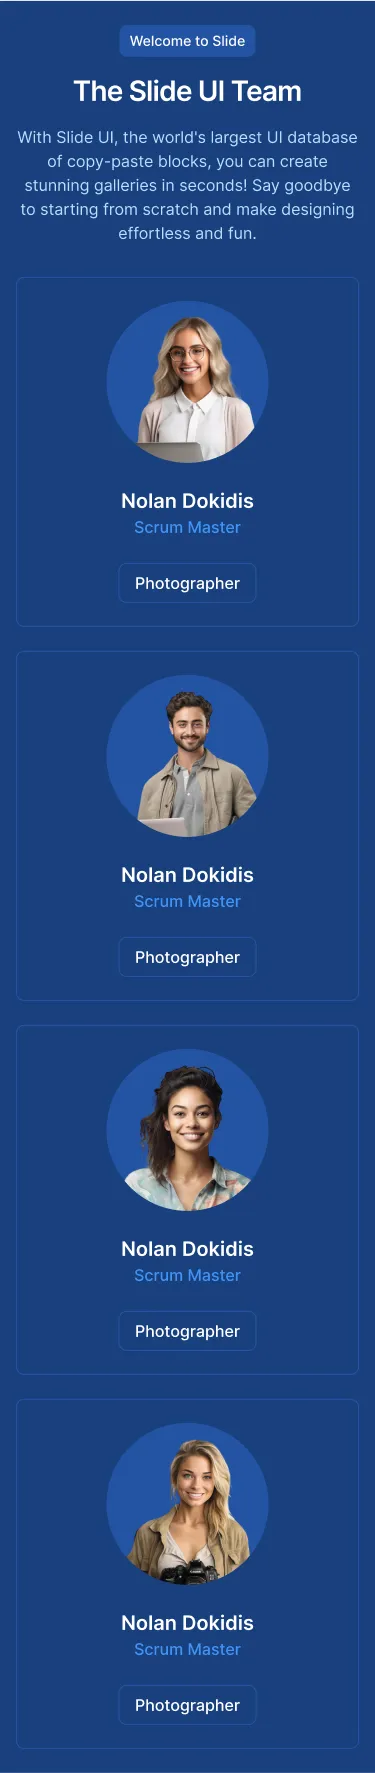 Welcome to Slide
The Slide UI Team
With Slide UI, the world's largest UI database
of copy-paste blocks, you can create
stunning galleries in seconds! Say goodbye
to starting from scratch and make designing
effortless and fun.
Nolan Dokidis
Scrum Master
Photographer
Nolan Dokidis
Scrum Master
Photographer
Nolan Dokidis
Scrum Master
Photographer
Nolan Dokidis
Scrum Master
Photographer